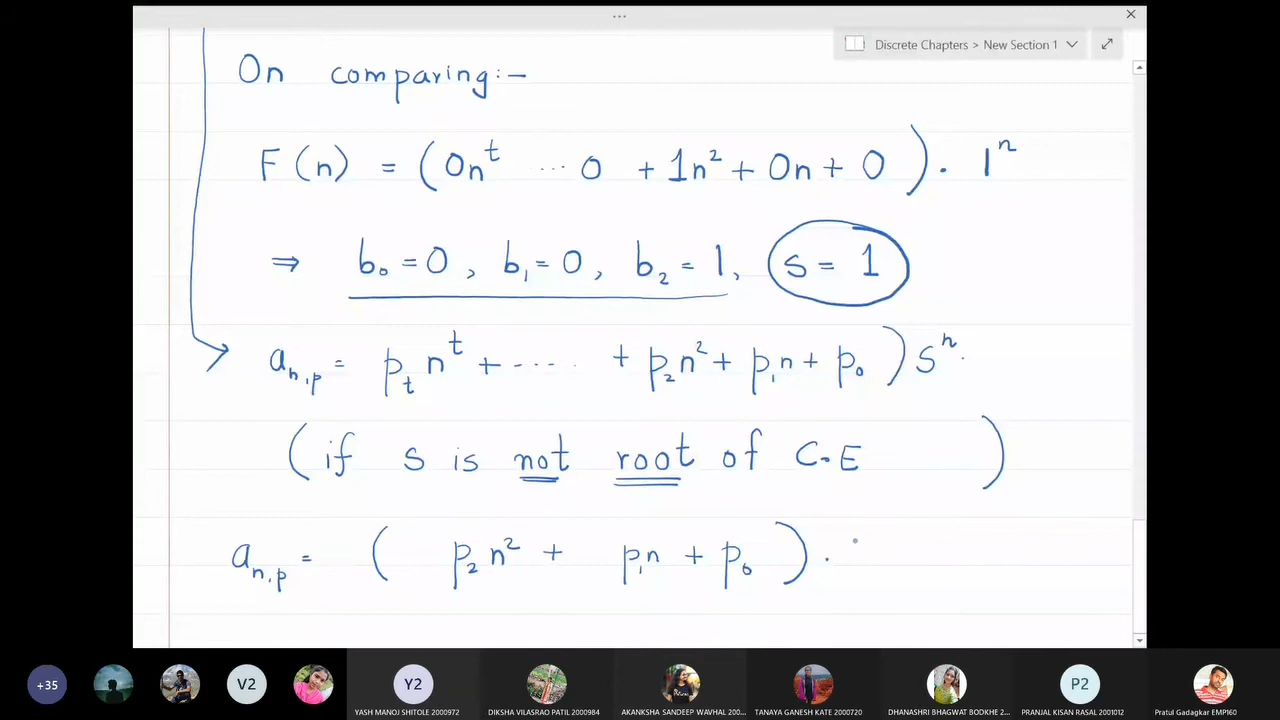 Discrete Chapters > New Section 1
On comparing:-
F(n) = (0n^t ... 0 + 1n² + 0n + 0). 1^n
⇒ b₀ = 0, b₁ = 0, b₂ = 1, s = 1
a_{n,p} = p_t n^t + ---- + p₂n² + p₁n + p₀) s^n.
(if s is not root of C.E )
a_{n,p} = ( p₂n² + p₁n + p₀) .
+35
V2
Y2
P2
YASH MANOJ SHITOLE 2000972
DIKSHA VILASRAO PATIL 2000984
AKANKSHA SANDEEP WAVHAL 200...
TANAYA GANESH KATE 2000720
DHANASHRI BHAGWAT BODKHE 2...
PRANJAL KISAN RASAL 2001012
Pratul Gadagkar EMP160